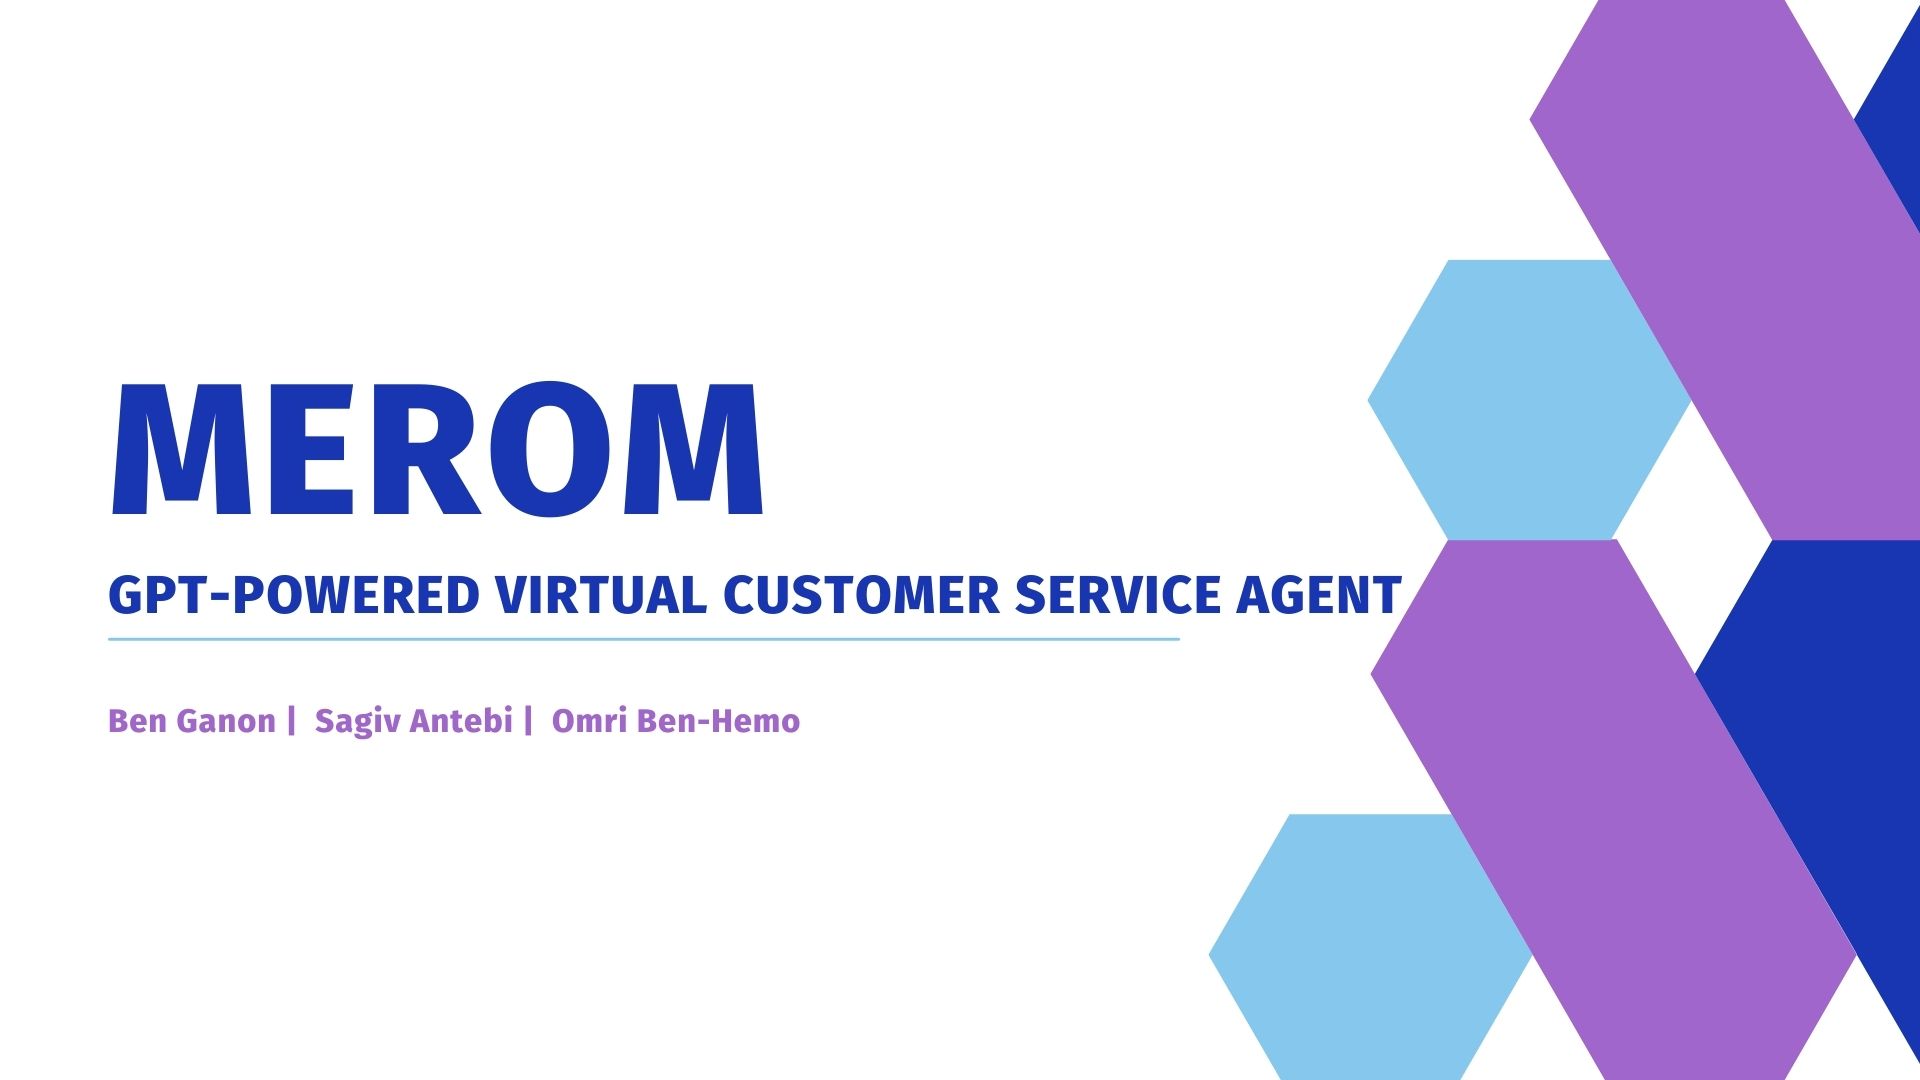 MEROM
GPT-POWERED VIRTUAL CUSTOMER SERVICE AGENT
Ben Ganon | Sagiv Antebi | Omri Ben-Hemo